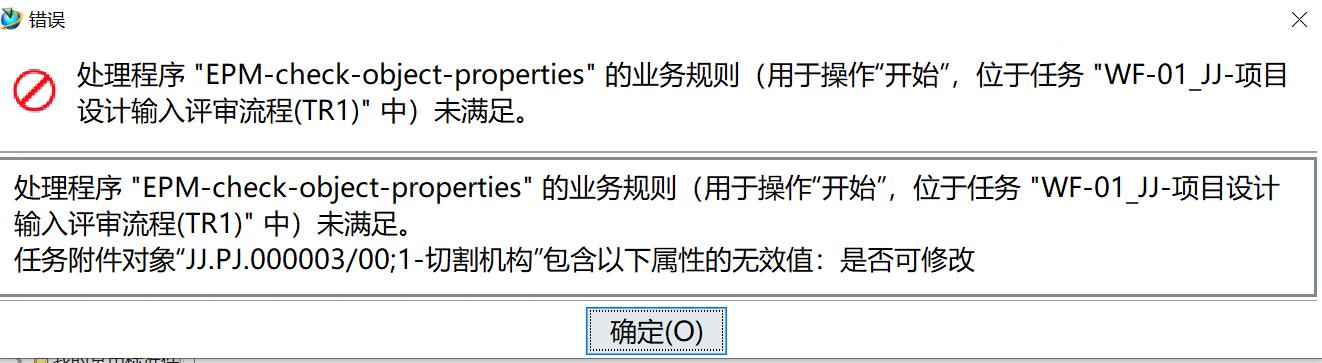 错误
处理程序 "EPM-check-object-properties" 的业务规则（用于操作“开始”，位于任务 "WF-01_JJ-项目
设计输入评审流程(TR1)" 中）未满足。
处理程序 "EPM-check-object-properties" 的业务规则（用于操作“开始”，位于任务 "WF-01_JJ-项目设计
输入评审流程(TR1)" 中）未满足。
任务附件对象“JJ.PJ.000003/00;1-切割机构”包含以下属性的无效值：是否可修改
确定(O)